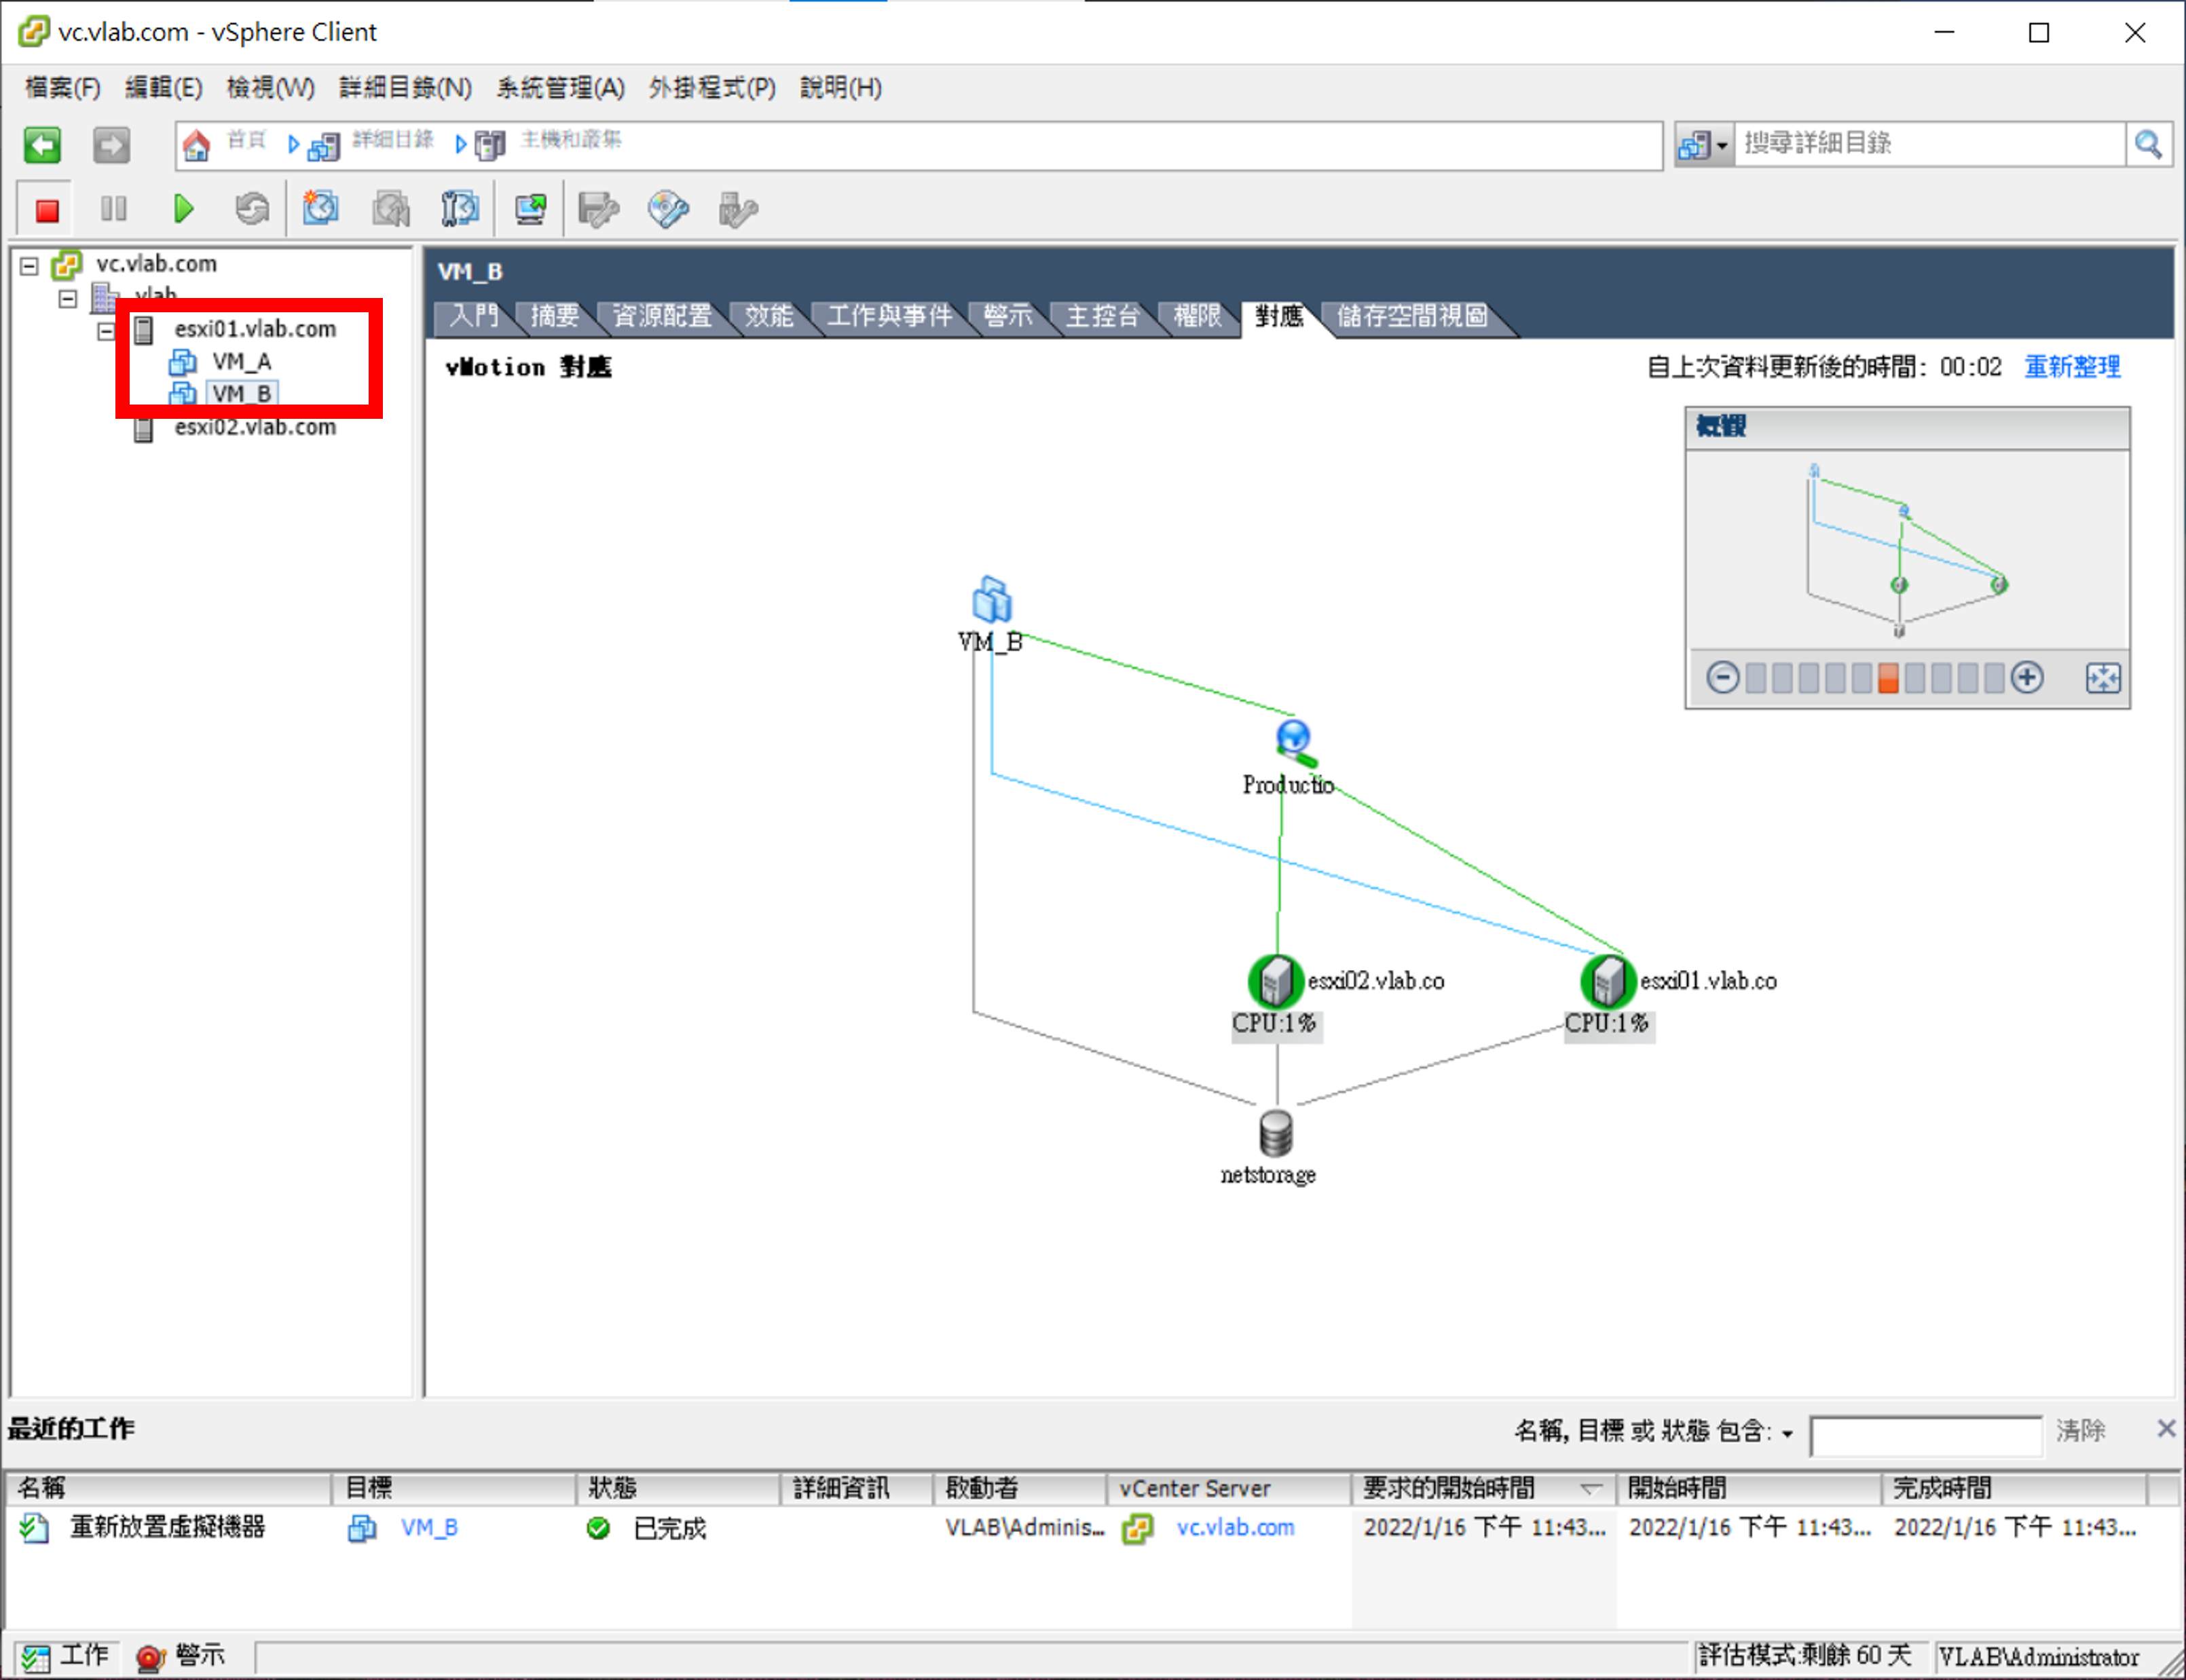 vc.vlab.com - vSphere Client
檔案(F) 編輯(E) 檢視(W) 詳細目錄(N) 系統管理(A) 外掛程式(P) 說明(H)
首頁 詳細目錄 主機和叢集 搜尋詳細目錄
vc.vlab.com
vlab
esxi01.vlab.com
VM_A
VM_B
esxi02.vlab.com
VM_B
入門 摘要 資源配置 效能 工作與事件 警示 主控台 權限 對應 儲存空間視圖
vMotion 對應
自上次資料更新後的時間: 00:02 重新整理
概觀
VM_B
Productio
esxi02.vlab.co
CPU:1%
esxi01.vlab.co
CPU:1%
netstorage
最近的工作
名稱, 目標 或 狀態 包含: 清除
名稱 目標 狀態 詳細資訊 啟動者 vCenter Server 要求的開始時間 開始時間 完成時間
重新放置虛擬機器 VM_B 已完成 VLAB\Adminis... vc.vlab.com 2022/1/16 下午 11:43... 2022/1/16 下午 11:43... 2022/1/16 下午 11:43...
工作 警示 評估模式:剩餘 60 天 VLAB\Administrator